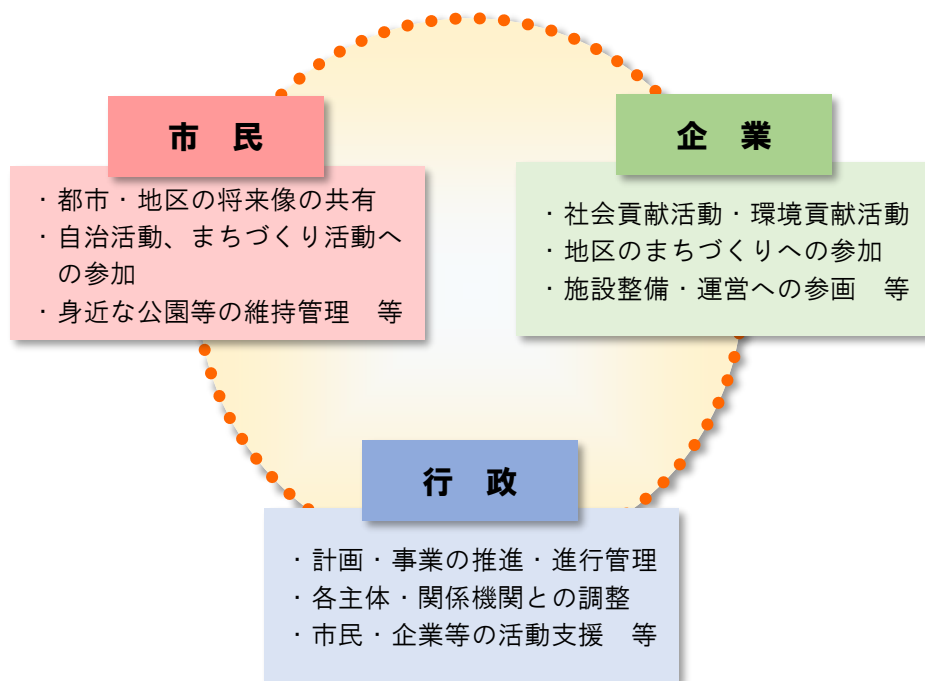 市 民
・都市・地区の将来像の共有
・自治活動、まちづくり活動へ
の参加
・身近な公園等の維持管理 等
企 業
・社会貢献活動・環境貢献活動
・地区のまちづくりへの参加
・施設整備・運営への参画 等
行 政
・計画・事業の推進・進行管理
・各主体・関係機関との調整
・市民・企業等の活動支援 等